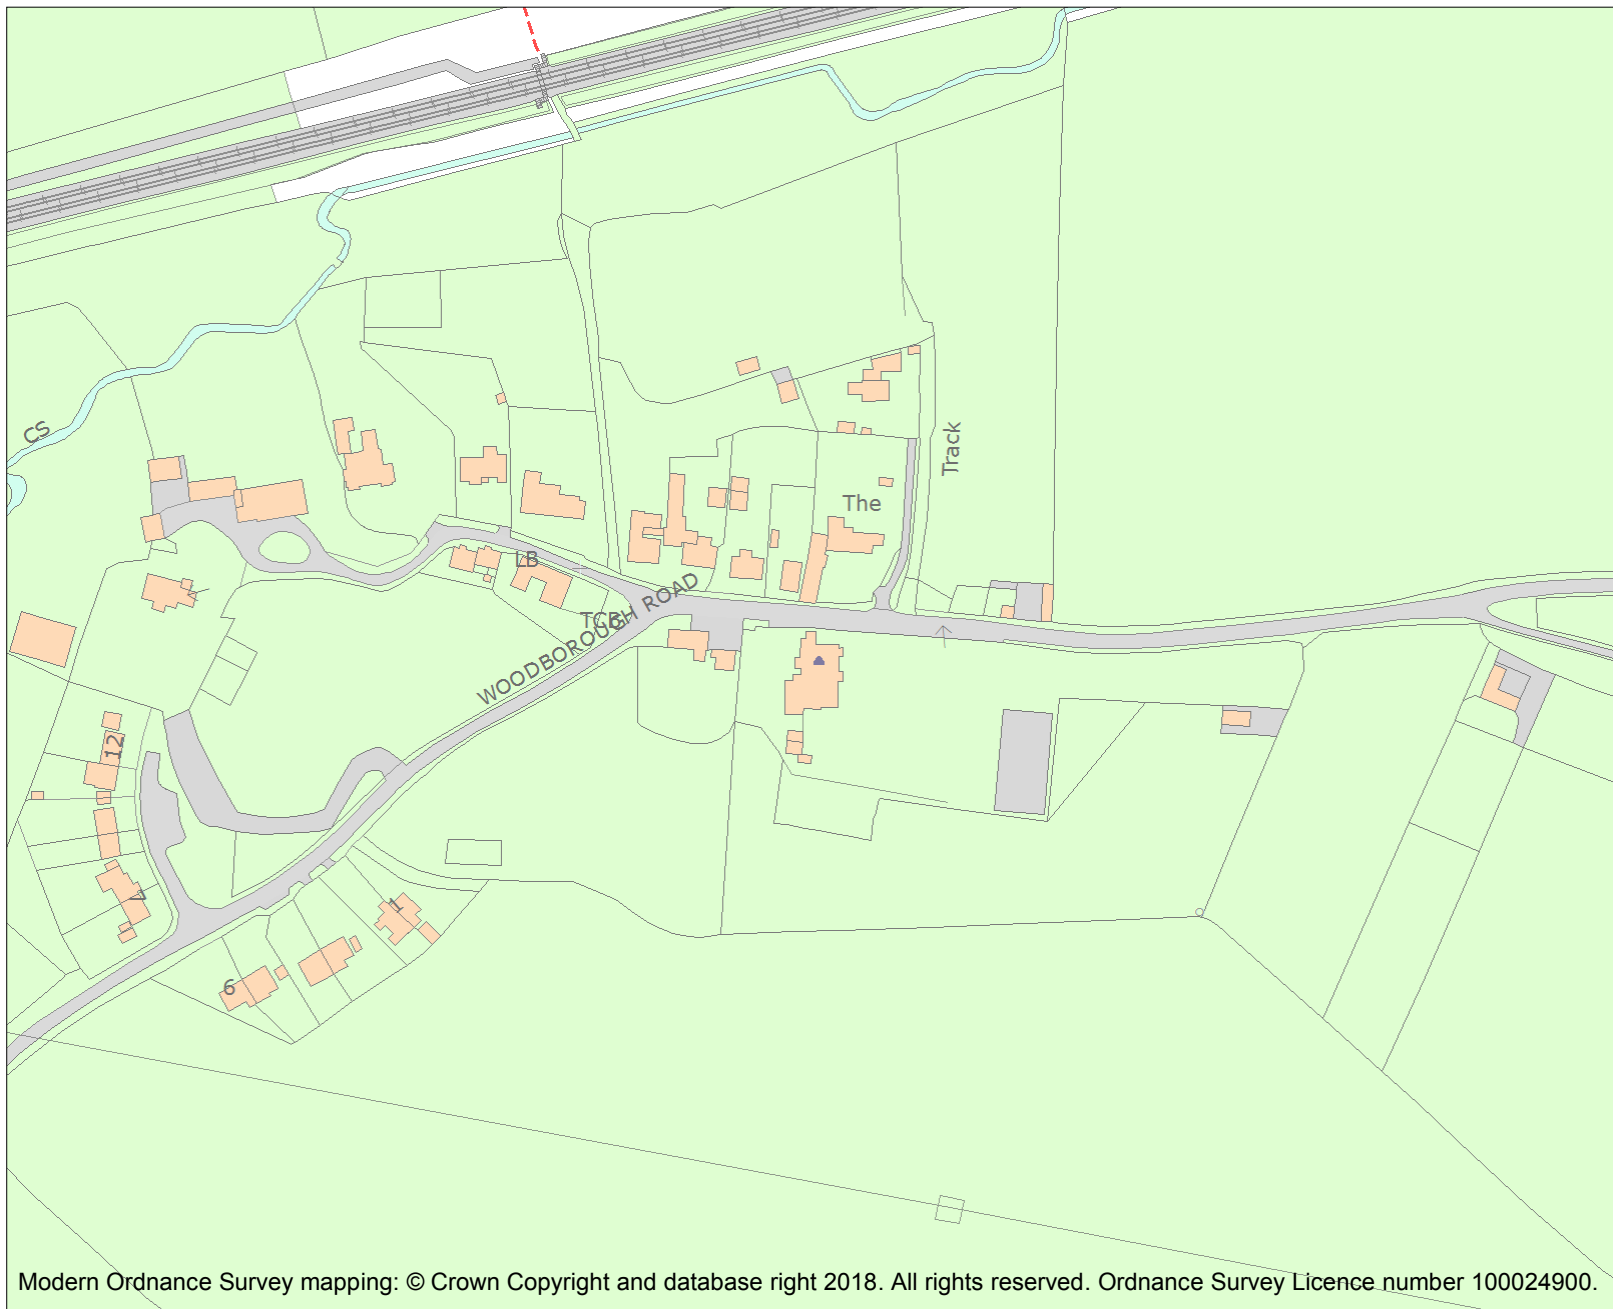 CS
Track
The
LB
TCB
WOODBOROUGH ROAD
12
7
1
6
Modern Ordnance Survey mapping: © Crown Copyright and database right 2018. All rights reserved. Ordnance Survey Licence number 100024900.